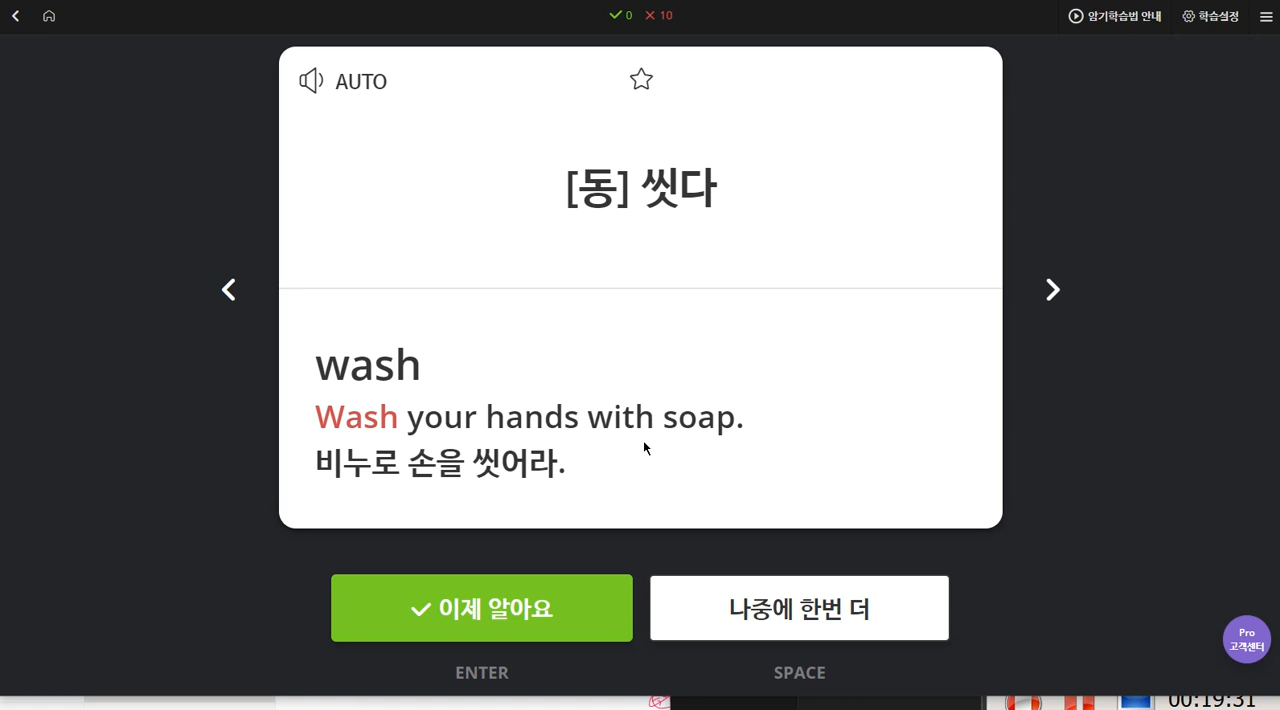 0 10 암기학습법 안내 학습설정
AUTO
[동] 씻다
wash
Wash your hands with soap.
비누로 손을 씻어라.
이제 알아요 나중에 한번 더
Pro
고객센터
ENTER SPACE
00:19:31